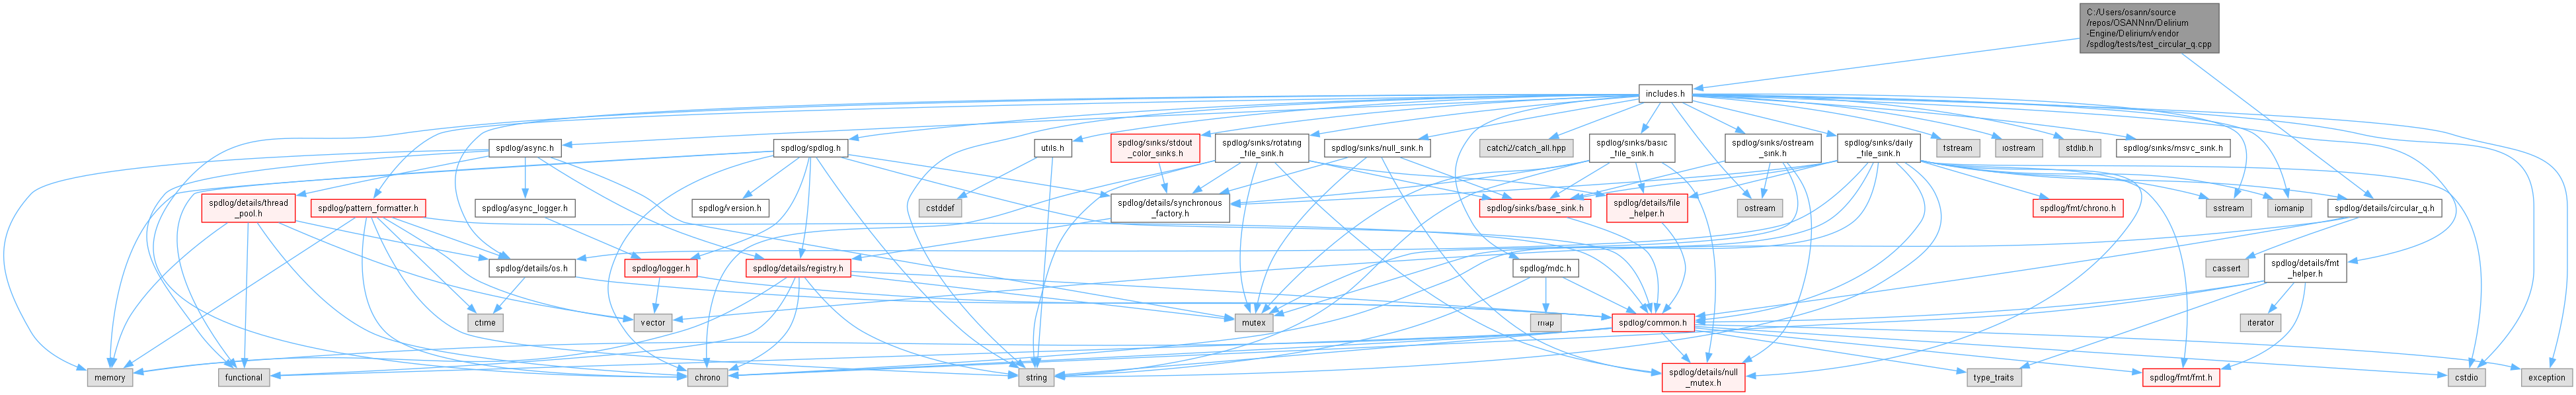 C:/Users/osann/source
/repos/OSANNnn/Delirium
-Engine/Delirium/vendor
/spdlog/tests/test_circular_q.cpp
includes.h
spdlog/async.h
spdlog/spdlog.h
utils.h
spdlog/sinks/stdout
_color_sinks.h
spdlog/sinks/rotating
_file_sink.h
spdlog/sinks/null_sink.h
catch2/catch_all.hpp
spdlog/sinks/basic
_file_sink.h
spdlog/sinks/ostream
_sink.h
spdlog/sinks/daily
_file_sink.h
fstream
iostream
stdlib.h
spdlog/sinks/msvc_sink.h
spdlog/details/thread
_pool.h
spdlog/pattern_formatter.h
spdlog/async_logger.h
spdlog/version.h
cstddef
spdlog/details/synchronous
_factory.h
spdlog/sinks/base_sink.h
spdlog/details/file
_helper.h
ostream
spdlog/fmt/chrono.h
sstream
iomanip
spdlog/details/circular_q.h
spdlog/details/os.h
spdlog/logger.h
spdlog/details/registry.h
spdlog/mdc.h
cassert
spdlog/details/fmt
_helper.h
ctime
vector
mutex
map
spdlog/common.h
iterator
memory
functional
chrono
string
spdlog/details/null
_mutex.h
type_traits
spdlog/fmt/fmt.h
cstdio
exception